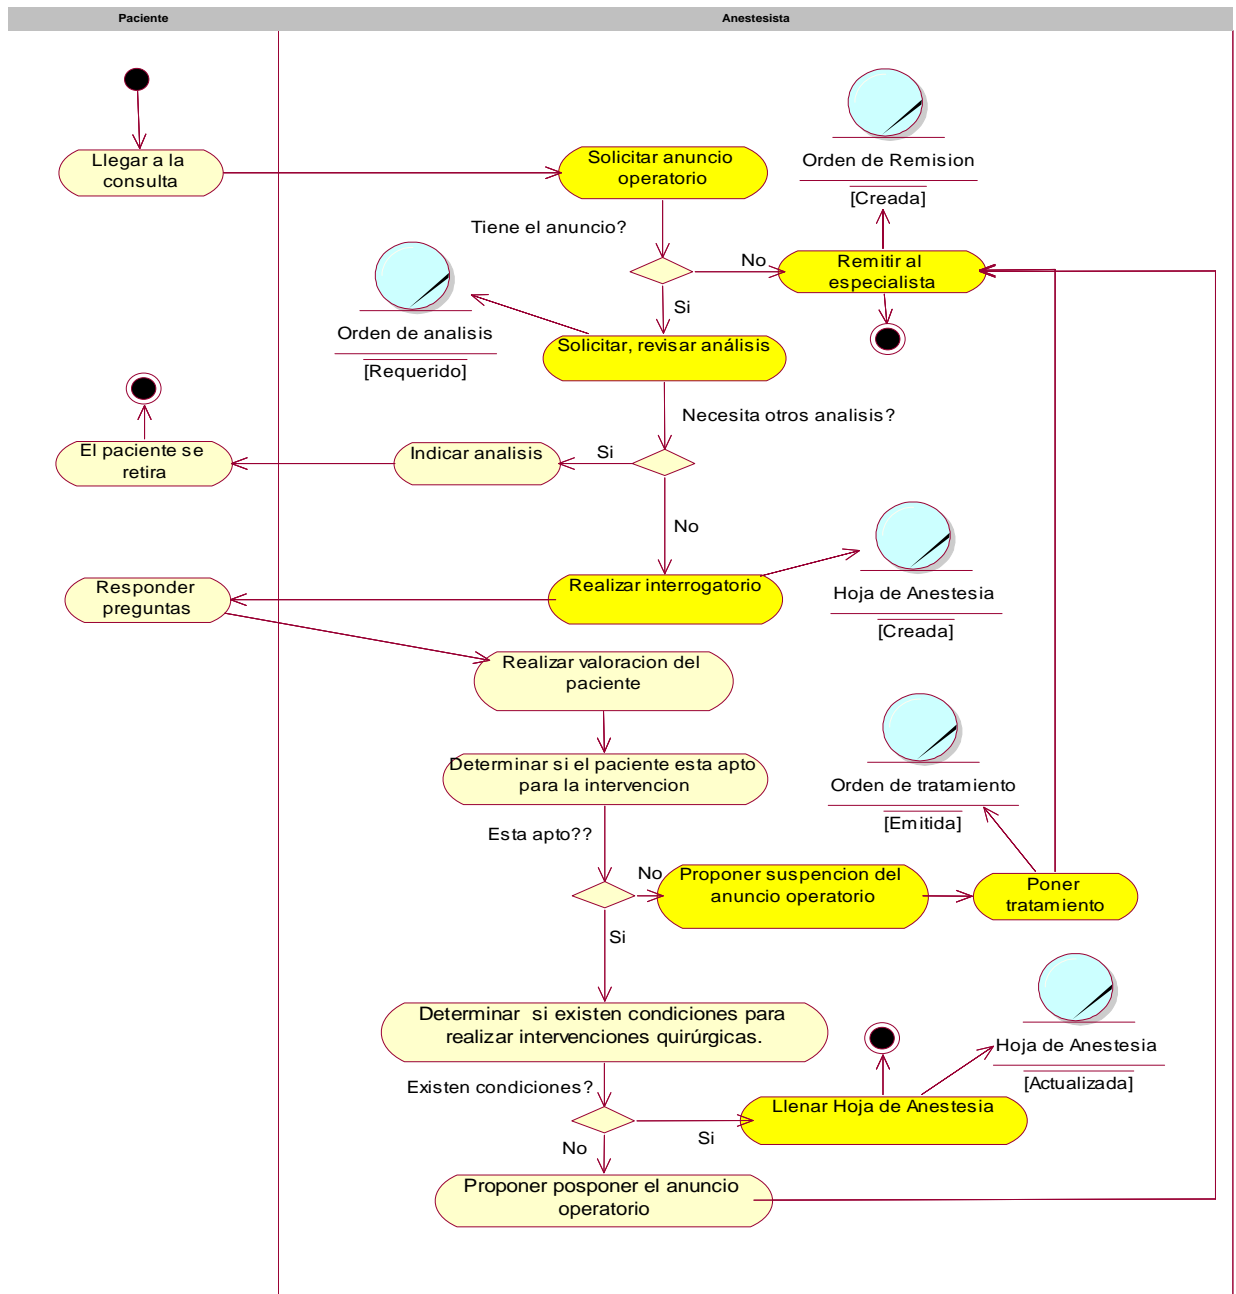 Paciente
Anestesista
Llegar a la
consulta
Solicitar anuncio
operatorio
Orden de Remision
[Creada]
Tiene el anuncio?
No
Remitir al
especialista
Si
Orden de analisis
[Requerido]
Solicitar, revisar análisis
Necesita otros analisis?
El paciente se
retira
Indicar analisis
Si
No
Responder
preguntas
Realizar interrogatorio
Hoja de Anestesia
[Creada]
Realizar valoracion del
paciente
Determinar si el paciente esta apto
para la intervencion
Orden de tratamiento
[Emitida]
Esta apto??
No
Proponer suspencion del
anuncio operatorio
Poner
tratamiento
Si
Determinar  si existen condiciones para
realizar intervenciones quirúrgicas.
Hoja de Anestesia
[Actualizada]
Existen condiciones?
Llenar Hoja de Anestesia
Si
No
Proponer posponer el anuncio
operatorio